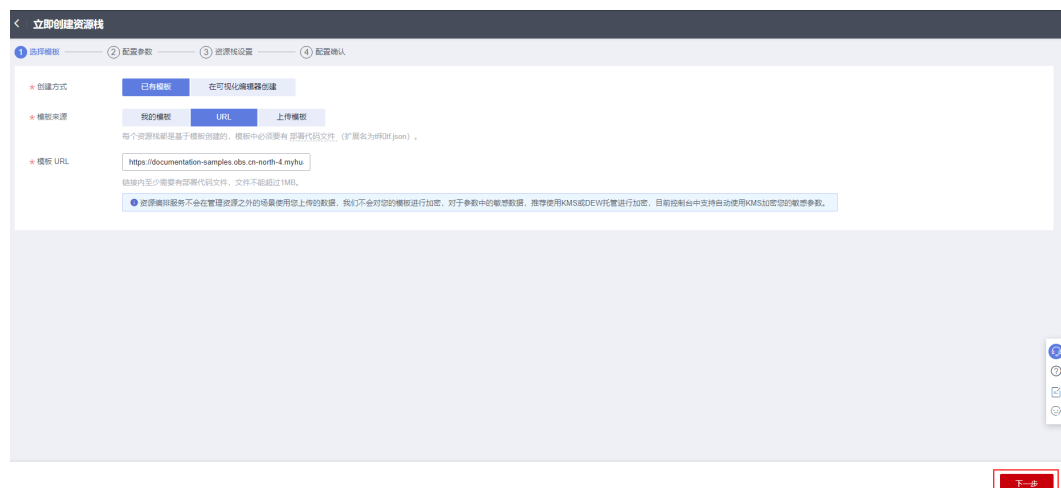 立即创建资源栈
1 选择模板 2 配置参数 3 资源栈设置 4 配置确认
* 创建方式 已有模板 在可视化编辑器创建
* 模板来源 我的模板 URL 上传模板
每个资源栈都是基于模板创建的，模板中必须要有 部署代码文件 （扩展名为tf和tf.json）。
* 模板 URL https://documentation-samples.obs.cn-north-4.myhu
链接内至少需要有部署代码文件，文件不能超过1MB。
资源编排服务不会在管理资源之外的场景使用您上传的数据，我们不会对您的模板进行加密，对于参数中的敏感数据，推荐使用KMS或DEW托管进行加密，目前控制台中支持自动使用KMS加密您的敏感参数。
下一步